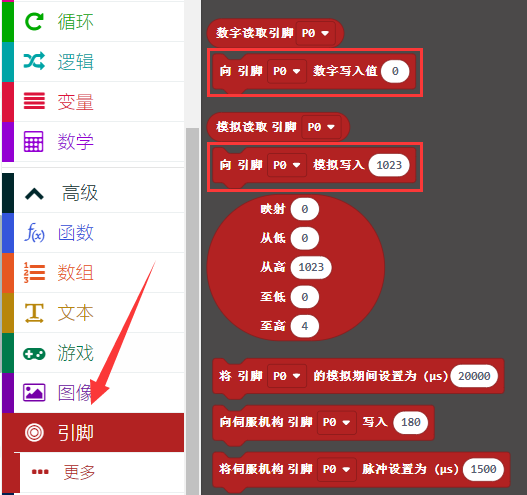 循环
逻辑
变量
数学
高级
f(x) 函数
1 2 3 数组
T 文本
游戏
图像
引脚
更多
数字读取引脚 P0
向 引脚 P0 数字写入值 0
模拟读取 引脚 P0
向 引脚 P0 模拟写入 1023
映射 0
从低 0
从高 1023
至低 0
至高 4
将 引脚 P0 的模拟期间设置为 (µs) 20000
向伺服机构 引脚 P0 写入 180
将伺服机构 引脚 P0 脉冲设置为 (µs) 1500